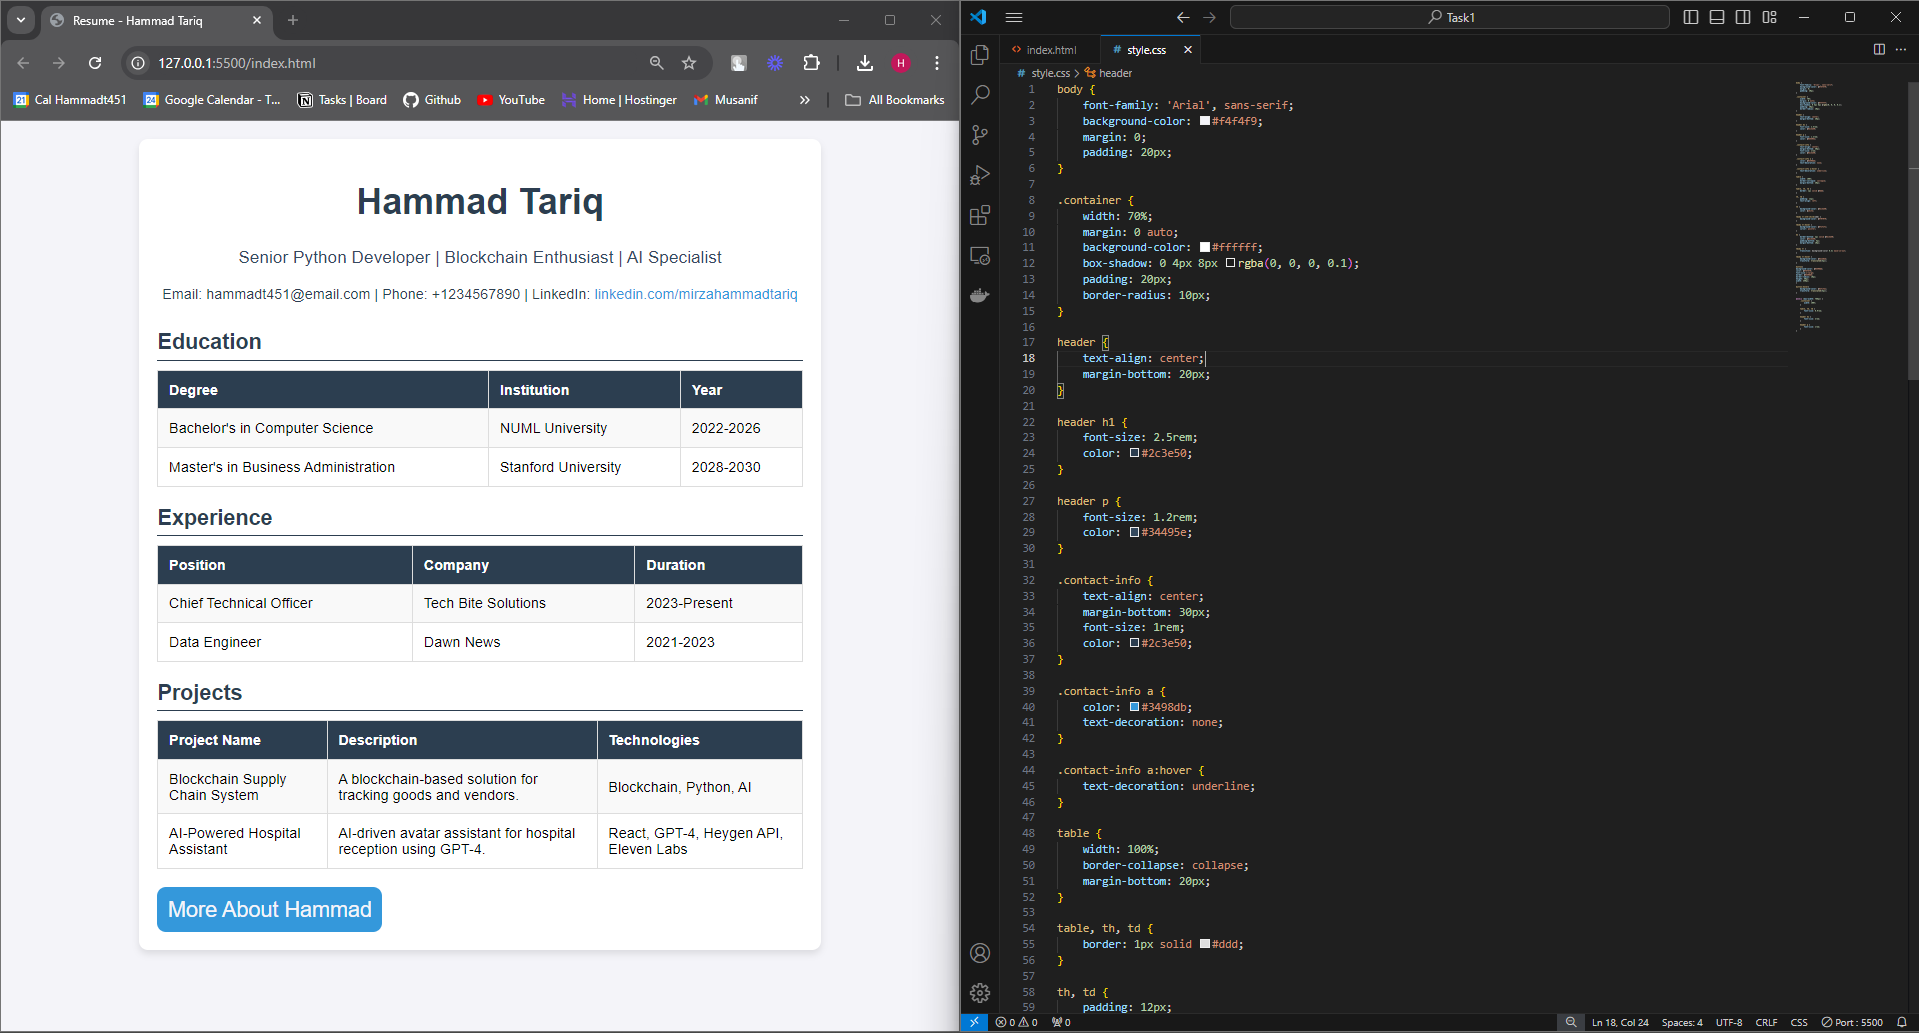 Resume - Hammad Tariq
127.0.0.1:5500/index.html
H
Cal Hammadt451
Google Calendar - T...
Tasks | Board
Github
YouTube
Home | Hostinger
Musanif
»
All Bookmarks
Hammad Tariq
Senior Python Developer | Blockchain Enthusiast | AI Specialist
Email: hammadt451@email.com | Phone: +1234567890 | LinkedIn: linkedin.com/mirzahammadtariq
Education
Degree Institution Year
Bachelor's in Computer Science NUML University 2022-2026
Master's in Business Administration Stanford University 2028-2030
Experience
Position Company Duration
Chief Technical Officer Tech Bite Solutions 2023-Present
Data Engineer Dawn News 2021-2023
Projects
Project Name Description Technologies
Blockchain Supply
Chain System
A blockchain-based solution for
tracking goods and vendors.
Blockchain, Python, AI
AI-Powered Hospital
Assistant
AI-driven avatar assistant for hospital
reception using GPT-4.
React, GPT-4, Heygen API,
Eleven Labs
More About Hammad
Task1
index.html
# style.css
# style.css > header
1 body {
2 font-family: 'Arial', sans-serif;
3 background-color: #f4f4f9;
4 margin: 0;
5 padding: 20px;
6 }
7
8 .container {
9 width: 70%;
10 margin: 0 auto;
11 background-color: #ffffff;
12 box-shadow: 0 4px 8px rgba(0, 0, 0, 0.1);
13 padding: 20px;
14 border-radius: 10px;
15 }
16
17 header {
18 text-align: center;
19 margin-bottom: 20px;
20 }
21
22 header h1 {
23 font-size: 2.5rem;
24 color: #2c3e50;
25 }
26
27 header p {
28 font-size: 1.2rem;
29 color: #34495e;
30 }
31
32 .contact-info {
33 text-align: center;
34 margin-bottom: 30px;
35 font-size: 1rem;
36 color: #2c3e50;
37 }
38
39 .contact-info a {
40 color: #3498db;
41 text-decoration: none;
42 }
43
44 .contact-info a:hover {
45 text-decoration: underline;
46 }
47
48 table {
49 width: 100%;
50 border-collapse: collapse;
51 margin-bottom: 20px;
52 }
53
54 table, th, td {
55 border: 1px solid #ddd;
56 }
57
58 th, td {
59 padding: 12px;
0 0
0
Ln 18, Col 24
Spaces: 4
UTF-8
CRLF
CSS
Port : 5500